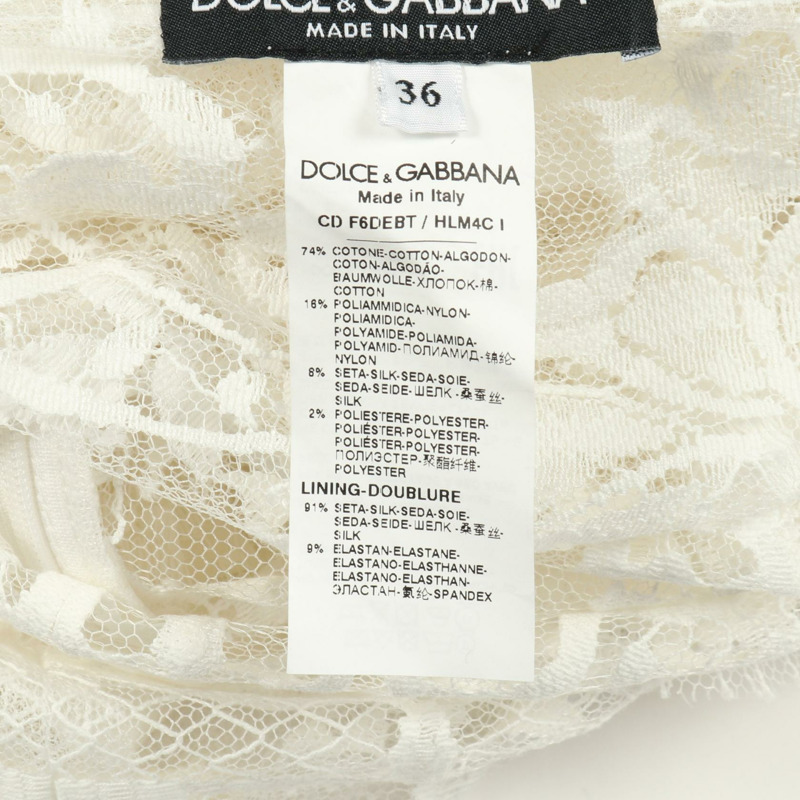 DOLCE & GABBANA
MADE IN ITALY
36
DOLCE & GABBANA
Made in Italy
CD F6DEBT / HLM4C I
74% COTONE-COTTON-ALGODON-
COTON-ALGODÃO-
BAUMWOLLE-ХЛОПОК-棉-
COTTON
16% POLIAMMIDICA-NYLON-
POLIAMIDICA-
POLYAMIDE-POLIAMIDA-
POLYAMID-ПОЛИАМИД-锦纶-
NYLON
8% SETA-SILK-SEDA-SOIE-
SEDA-SEIDE-ШЕЛК-桑蚕丝-
SILK
2% POLIESTERE-POLYESTER-
POLIÉSTER-POLYESTER-
POLIÉSTER-POLYESTER-
ПОЛИЭСТЕР-聚酯纤维-
POLYESTER
LINING-DOUBLURE
91% SETA-SILK-SEDA-SOIE-
SEDA-SEIDE-ШЕЛК-桑蚕丝-
SILK
9% ELASTAN-ELASTANE-
ELASTANO-ELASTHANNE-
ELASTANO-ELASTHAN-
ЭЛАСТАН-氨纶-SPANDEX